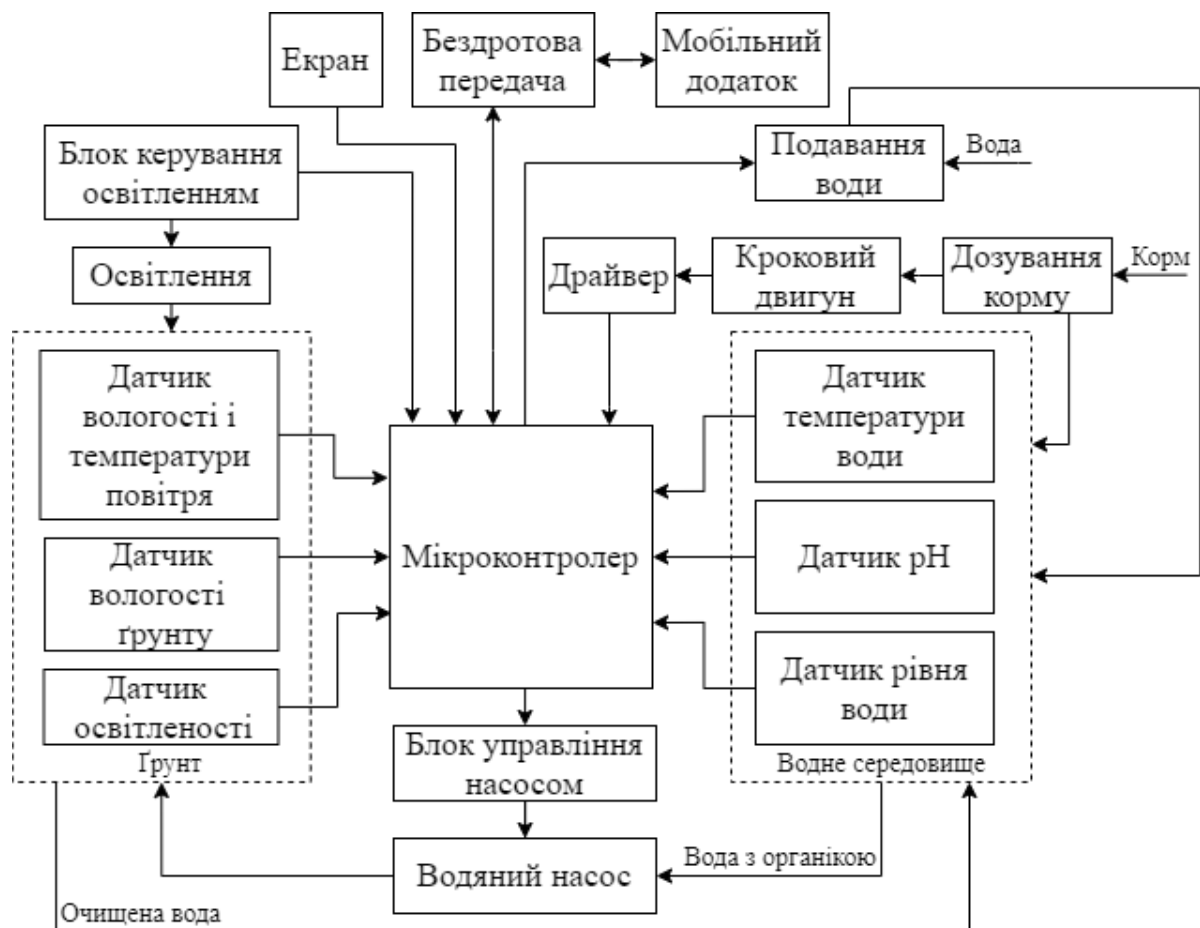 Екран
Бездротова
передача
Мобільний
додаток
Блок керування
освітленням
Подавання
води
Вода
Освітлення
Драйвер
Кроковий
двигун
Дозування
корму
Корм
Датчик
вологості і
температури
повітря
Датчик
вологості
ґрунту
Датчик
освітленості
Ґрунт
Мікроконтролер
Датчик
температури
води
Датчик pH
Датчик рівня
води
Водне середовище
Блок управління
насосом
Водяний насос
Вода з органікою
Очищена вода